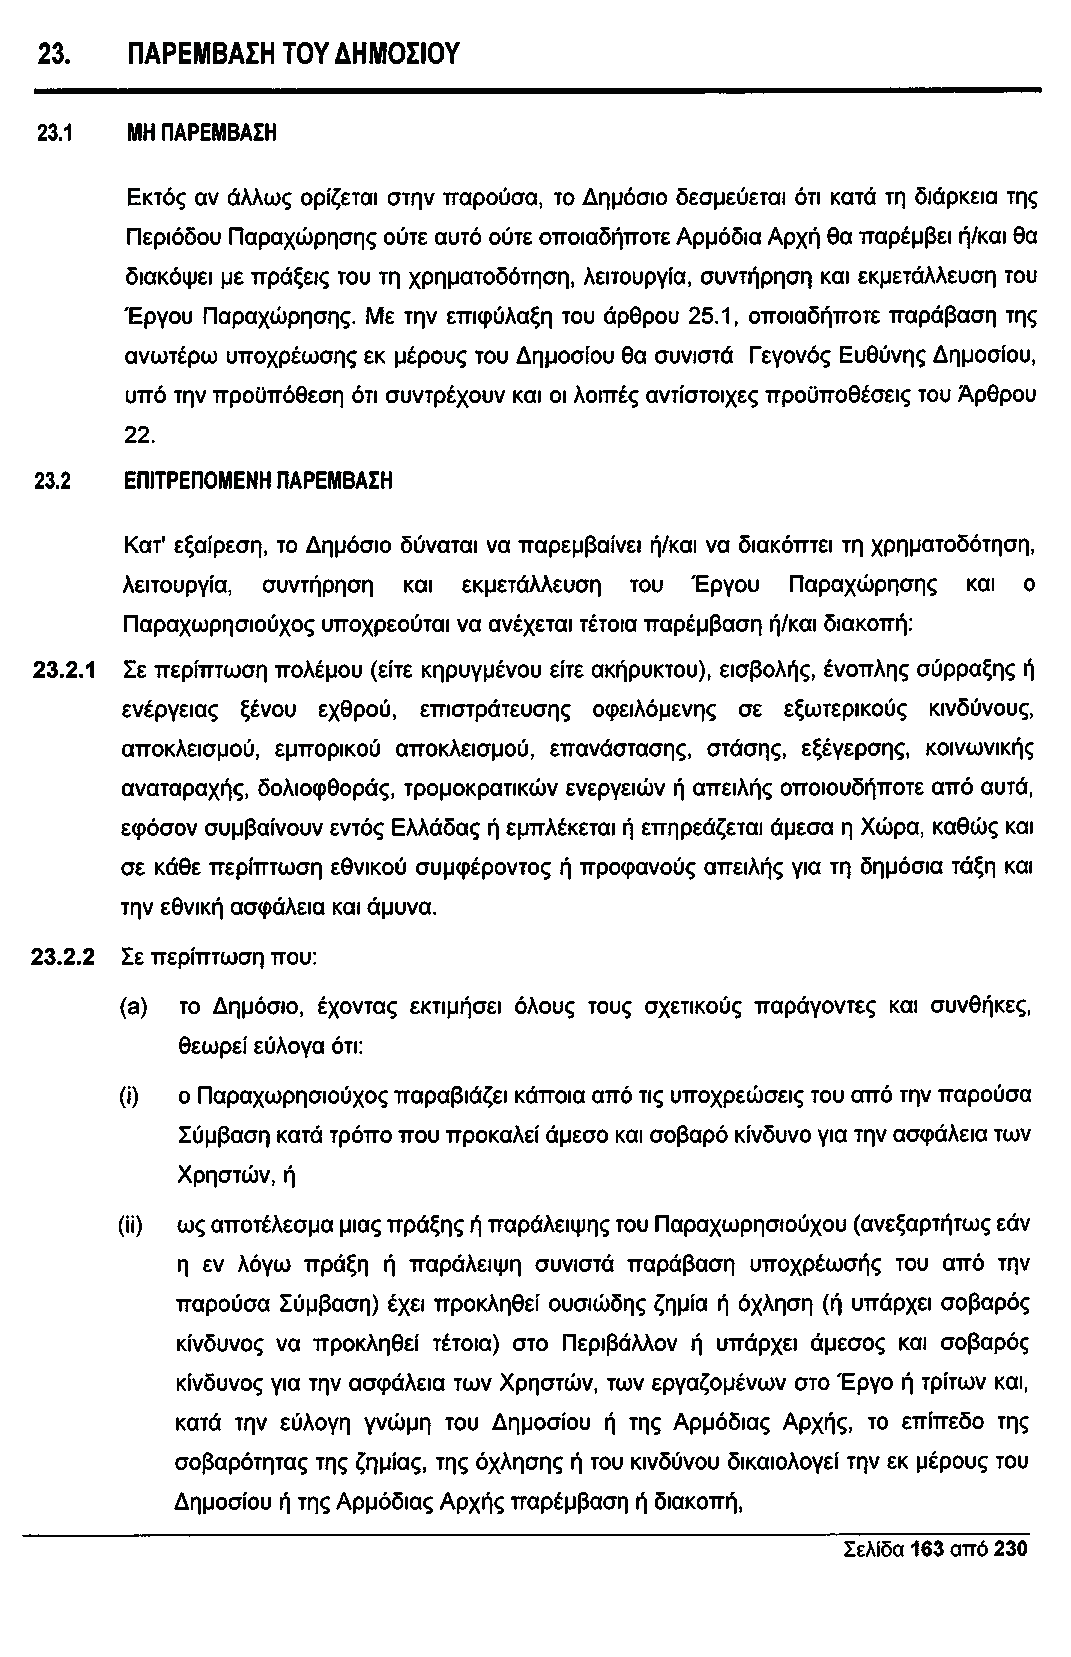 23. ΠΑΡΕΜΒΑΣΗ ΤΟΥ ΔΗΜΟΣΙΟΥ
23.1 ΜΗ ΠΑΡΕΜΒΑΣΗ
Εκτός αν άλλως ορίζεται στην παρούσα, το Δημόσιο δεσμεύεται ότι κατά τη διάρκεια της
Περιόδου Παραχώρησης ούτε αυτό ούτε οποιαδήποτε Αρμόδια Αρχή θα παρέμβει ή/και θα
διακόψει με πράξεις του τη χρηματοδότηση, λειτουργία, συντήρηση και εκμετάλλευση του
Έργου Παραχώρησης. Με την επιφύλαξη του άρθρου 25.1, οποιαδήποτε παράβαση της
ανωτέρω υποχρέωσης εκ μέρους του Δημοσίου θα συνιστά Γεγονός Ευθύνης Δημοσίου,
υπό την προϋπόθεση ότι συντρέχουν και οι λοιπές αντίστοιχες προϋποθέσεις του Άρθρου
22.
23.2 ΕΠΙΤΡΕΠΟΜΕΝΗ ΠΑΡΕΜΒΑΣΗ
Κατ' εξαίρεση, το Δημόσιο δύναται να παρεμβαίνει ή/και να διακόπτει τη χρηματοδότηση,
λειτουργία, συντήρηση και εκμετάλλευση του Έργου Παραχώρησης και ο
Παραχωρησιούχος υποχρεούται να ανέχεται τέτοια παρέμβαση ή/και διακοπή:
23.2.1 Σε περίπτωση πολέμου (είτε κηρυγμένου είτε ακήρυκτου), εισβολής, ένοπλης σύρραξης ή
ενέργειας ξένου εχθρού, επιστράτευσης οφειλόμενης σε εξωτερικούς κινδύνους,
αποκλεισμού, εμπορικού αποκλεισμού, επανάστασης, στάσης, εξέγερσης, κοινωνικής
αναταραχής, δολιοφθοράς, τρομοκρατικών ενεργειών ή απειλής οποιουδήποτε από αυτά,
εφόσον συμβαίνουν εντός Ελλάδας ή εμπλέκεται ή επηρεάζεται άμεσα η Χώρα, καθώς και
σε κάθε περίπτωση εθνικού συμφέροντος ή προφανούς απειλής για τη δημόσια τάξη και
την εθνική ασφάλεια και άμυνα.
23.2.2 Σε περίπτωση που:
(a) το Δημόσιο, έχοντας εκτιμήσει όλους τους σχετικούς παράγοντες και συνθήκες,
θεωρεί εύλογα ότι:
(i) ο Παραχωρησιούχος παραβιάζει κάποια από τις υποχρεώσεις του από την παρούσα
Σύμβαση κατά τρόπο που προκαλεί άμεσο και σοβαρό κίνδυνο για την ασφάλεια των
Χρηστών, ή
(ii) ως αποτέλεσμα μιας πράξης ή παράλειψης του Παραχωρησιούχου (ανεξαρτήτως εάν
η εν λόγω πράξη ή παράλειψη συνιστά παράβαση υποχρέωσής του από την
παρούσα Σύμβαση) έχει προκληθεί ουσιώδης ζημία ή όχληση (ή υπάρχει σοβαρός
κίνδυνος να προκληθεί τέτοια) στο Περιβάλλον ή υπάρχει άμεσος και σοβαρός
κίνδυνος για την ασφάλεια των Χρηστών, των εργαζομένων στο Έργο ή τρίτων και,
κατά την εύλογη γνώμη του Δημοσίου ή της Αρμόδιας Αρχής, το επίπεδο της
σοβαρότητας της ζημίας, της όχλησης ή του κινδύνου δικαιολογεί την εκ μέρους του
Δημοσίου ή της Αρμόδιας Αρχής παρέμβαση ή διακοπή,
Σελίδα 163 από 230